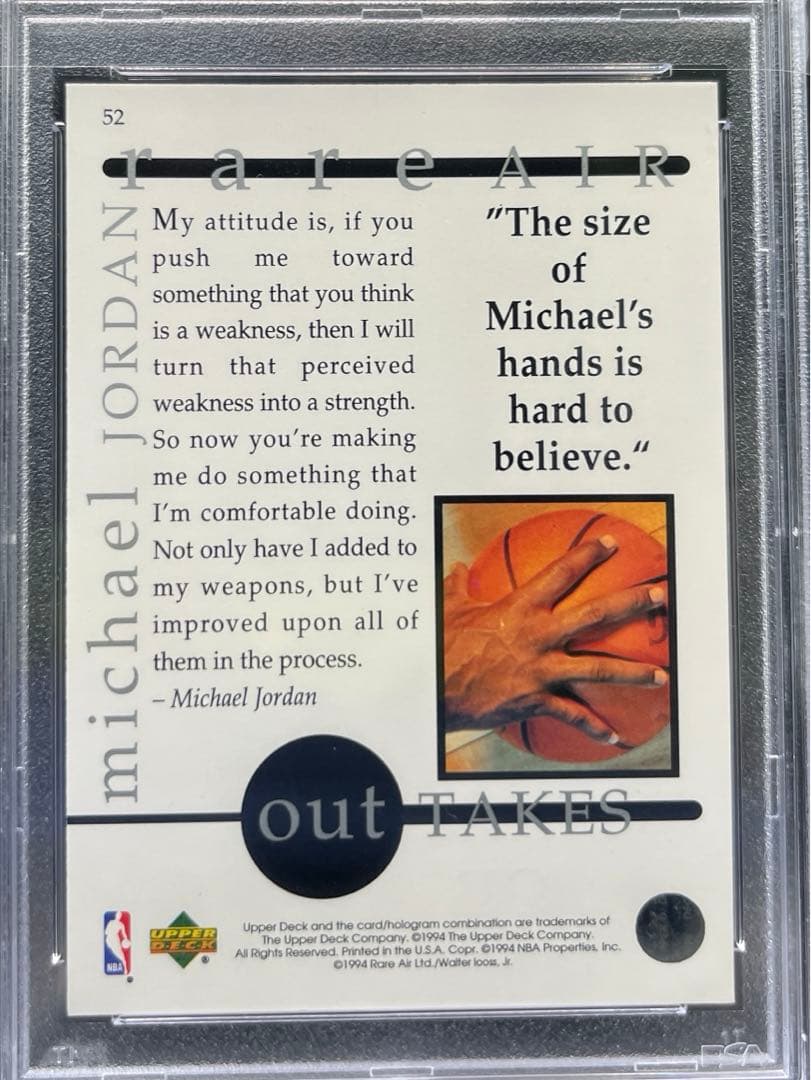 52
rare AIR
michael JORDAN
My attitude is, if you
push me toward
something that you think
is a weakness, then I will
turn that perceived
weakness into a strength.
So now you're making
me do something that
I'm comfortable doing.
Not only have I added to
my weapons, but I've
improved upon all of
them in the process.
– Michael Jordan
"The size
of
Michael's
hands is
hard to
believe."
out TAKES
NBA
UPPER
DECK
®
Upper Deck and the card/hologram combination are trademarks of
The Upper Deck Company. ©1994 The Upper Deck Company.
All Rights Reserved. Printed in the U.S.A. Copr. ©1994 NBA Properties, Inc.
©1994 Rare Air Ltd./Walter Iooss, Jr.
PSA